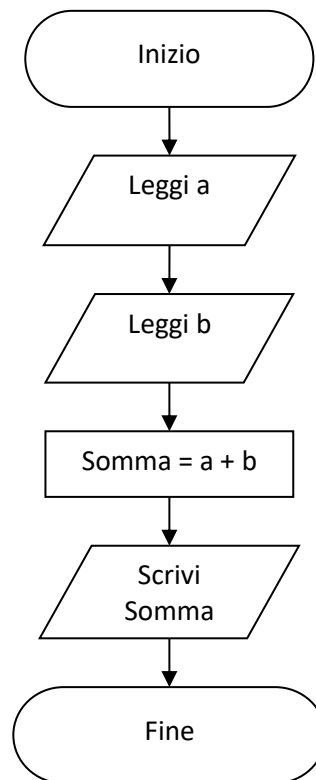 Inizio
Leggi a
Leggi b
Somma = a + b
Scrivi
Somma
Fine